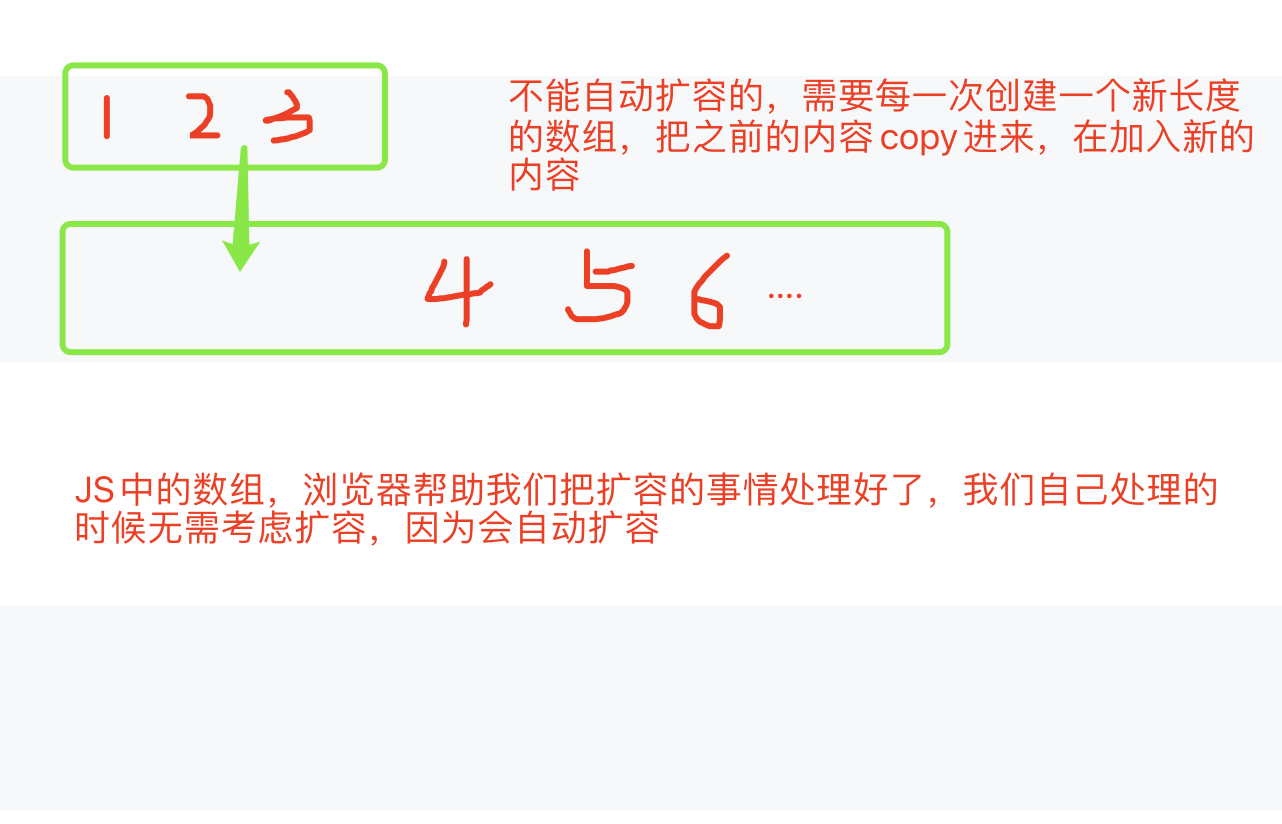 1 2 3
不能自动扩容的，需要每一次创建一个新长度
的数组，把之前的内容copy进来，在加入新的
内容
4 5 6 ....
JS中的数组，浏览器帮助我们把扩容的事情处理好了，我们自己处理的
时候无需考虑扩容，因为会自动扩容